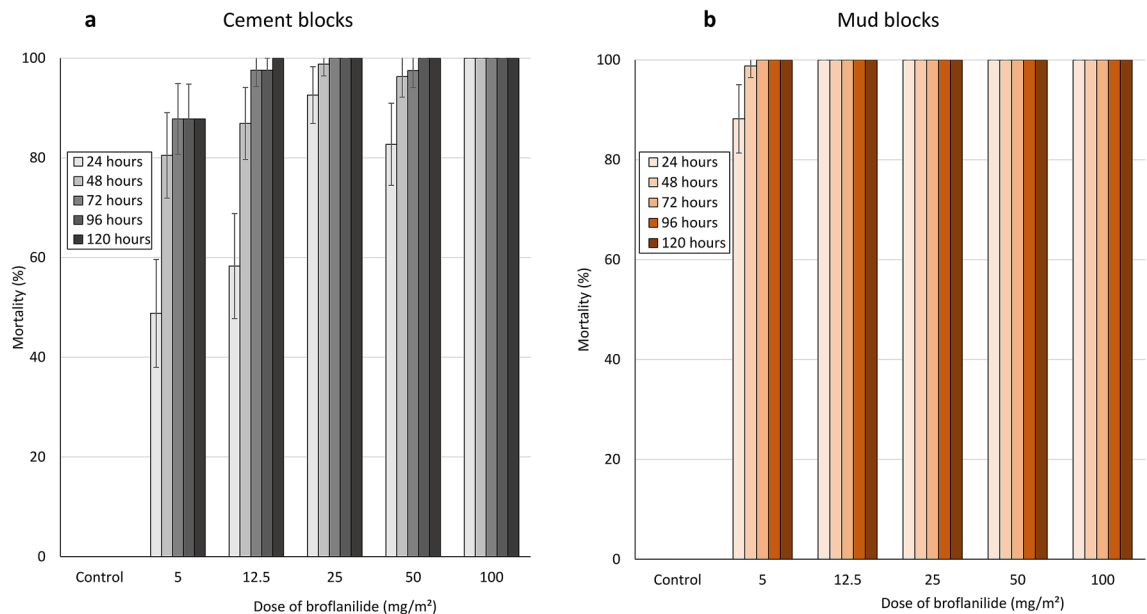 a Cement blocks
100
80
60
40
20
0
Mortality (%)
24 hours
48 hours
72 hours
96 hours
120 hours
Control 5 12.5 25 50 100
Dose of broflanilide (mg/m²)
b Mud blocks
100
80
60
40
20
0
Mortality (%)
24 hours
48 hours
72 hours
96 hours
120 hours
Control 5 12.5 25 50 100
Dose of broflanilide (mg/m²)